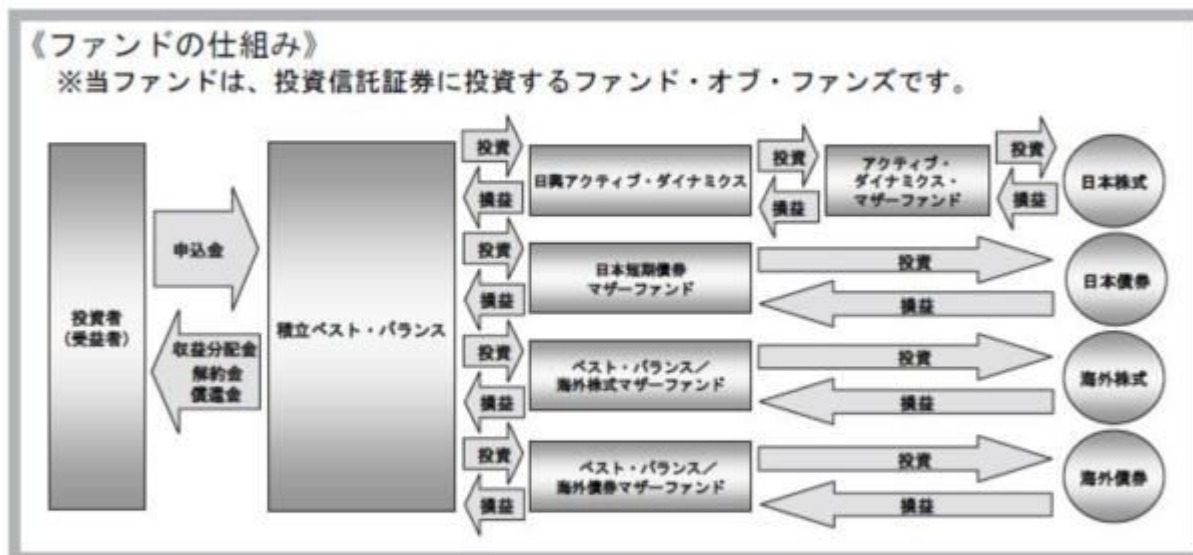 《ファンドの仕組み》
※当ファンドは、投資信託証券に投資するファンド・オブ・ファンズです。
投資者
(受益者)
申込金
収益分配金
解約金
償還金
積立ベスト・バランス
投資
損益
日興アクティブ・ダイナミクス
投資
損益
アクティブ・
ダイナミクス・
マザーファンド
投資
損益
日本株式
投資
損益
日本短期債券
マザーファンド
投資
損益
日本債券
投資
損益
ベスト・バランス／
海外株式マザーファンド
投資
損益
海外株式
投資
損益
ベスト・バランス／
海外債券マザーファンド
投資
損益
海外債券